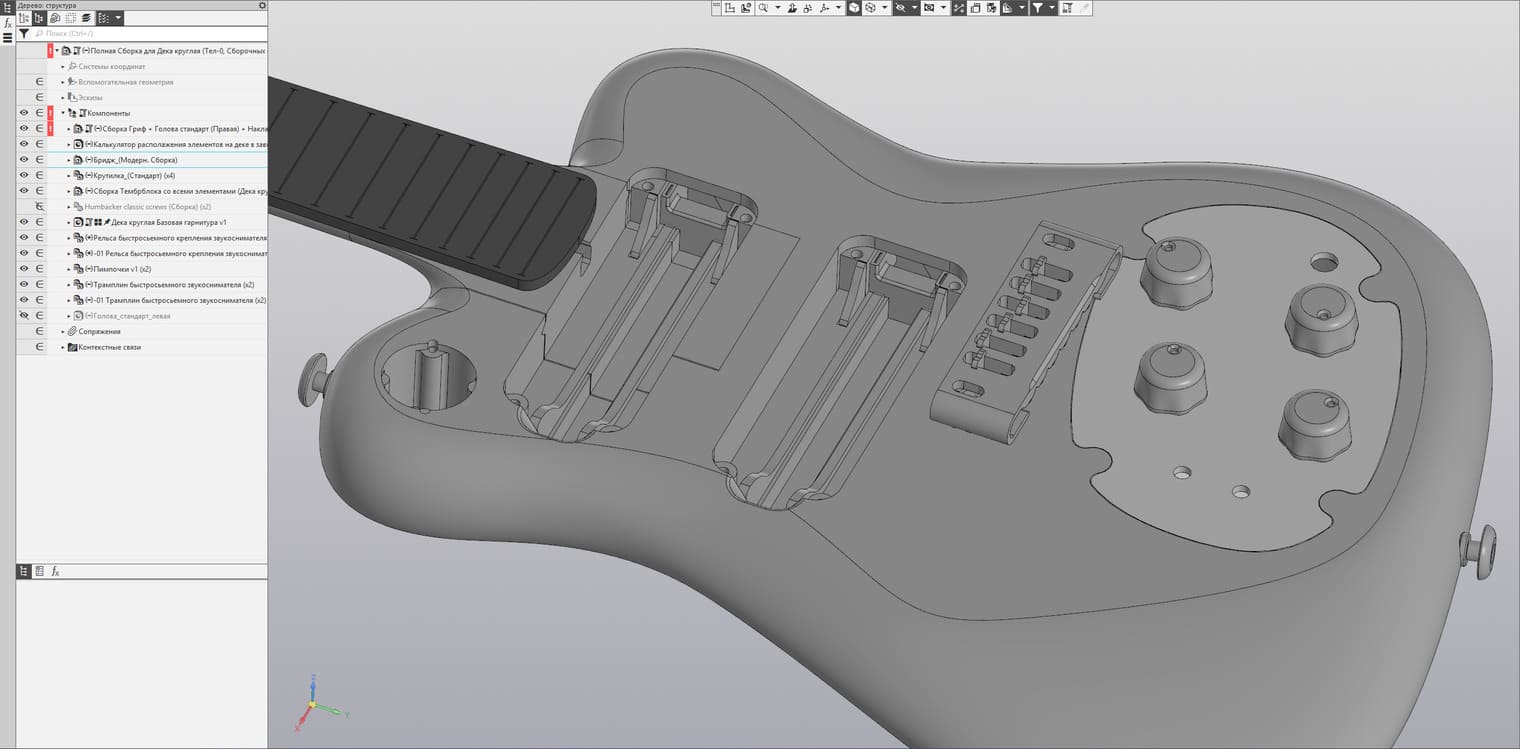 Дерево: структура
Поиск (Ctrl+/)
(-)Полная Сборка для Дека круглая (Тел-0, Сборочных
Системы координат
Вспомогательная геометрия
Эскизы
Компоненты
(-)Сборка Гриф + Голова стандарт (Правая) + Накла
(-)Калькулятор располажения элементов на деке в зав
(-)Бридж_(Модерн. Сборка)
(-)Крутилка_(Стандарт) (x4)
(-)Сборка Тембрблока со всеми элементами (Дека кру
Humbacker classic screws (Сборка) (x2)
Дека круглая Базовая гарнитура v1
(+)Рельса быстросьемного крепления звукоснимателя
(+)-01 Рельса быстросьемного крепления звукоснимат
(-)Пимпочки v1 (x2)
(-)Трамплин быстросьемного звукоснимателя (x2)
(-)-01 Трамплин быстросьемного звукоснимателя (x2)
(-)Голова_стандарт_левая
Сопряжения
Контекстные связи
Z
Y
X